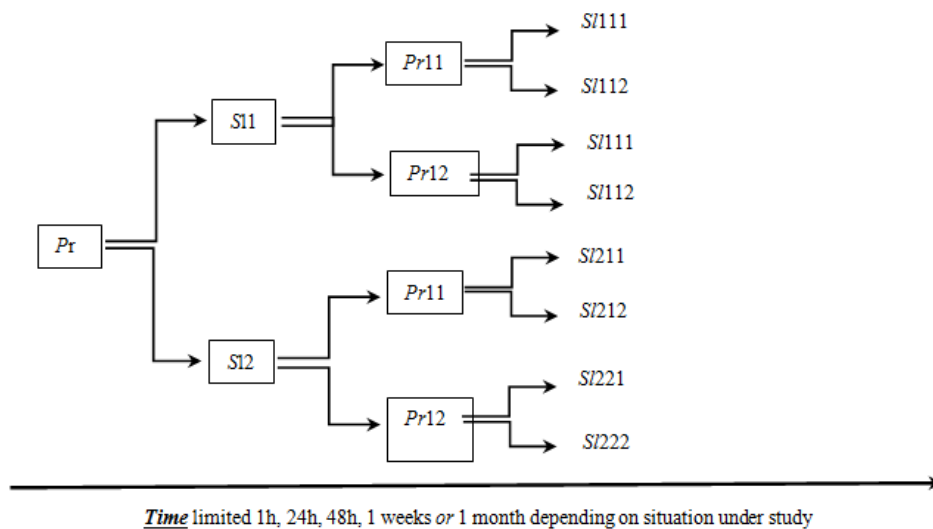 Sl111
Pr11
Sl112
Sl1
Sl111
Pr12
Sl112
Pr
Sl211
Pr11
Sl212
Sl2
Sl221
Pr12
Sl222
Time limited 1h, 24h, 48h, 1 weeks or 1 month depending on situation under study